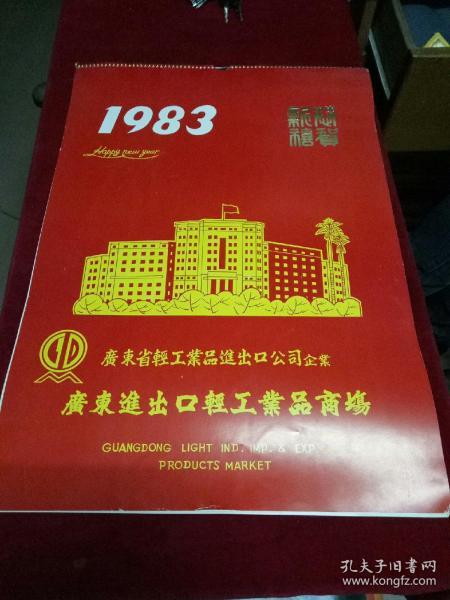 1983
Happy new year
恭賀
新禧
廣東省輕工業品進出口公司企業
廣東進出口輕工業品商場
GUANGDONG LIGHT IND. IMP. & EXP.
PRODUCTS MARKET
孔夫子旧书网
www.kongfz.com